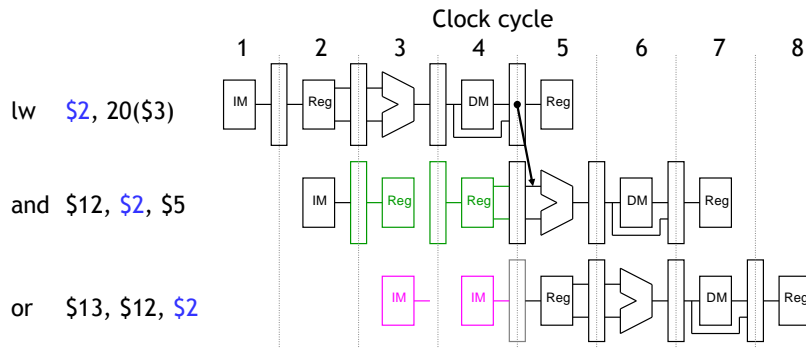 Clock cycle
1 2 3 4 5 6 7 8
lw $2, 20($3) IM Reg DM Reg
and $12, $2, $5 IM Reg Reg DM Reg
or $13, $12, $2 IM IM Reg DM Reg